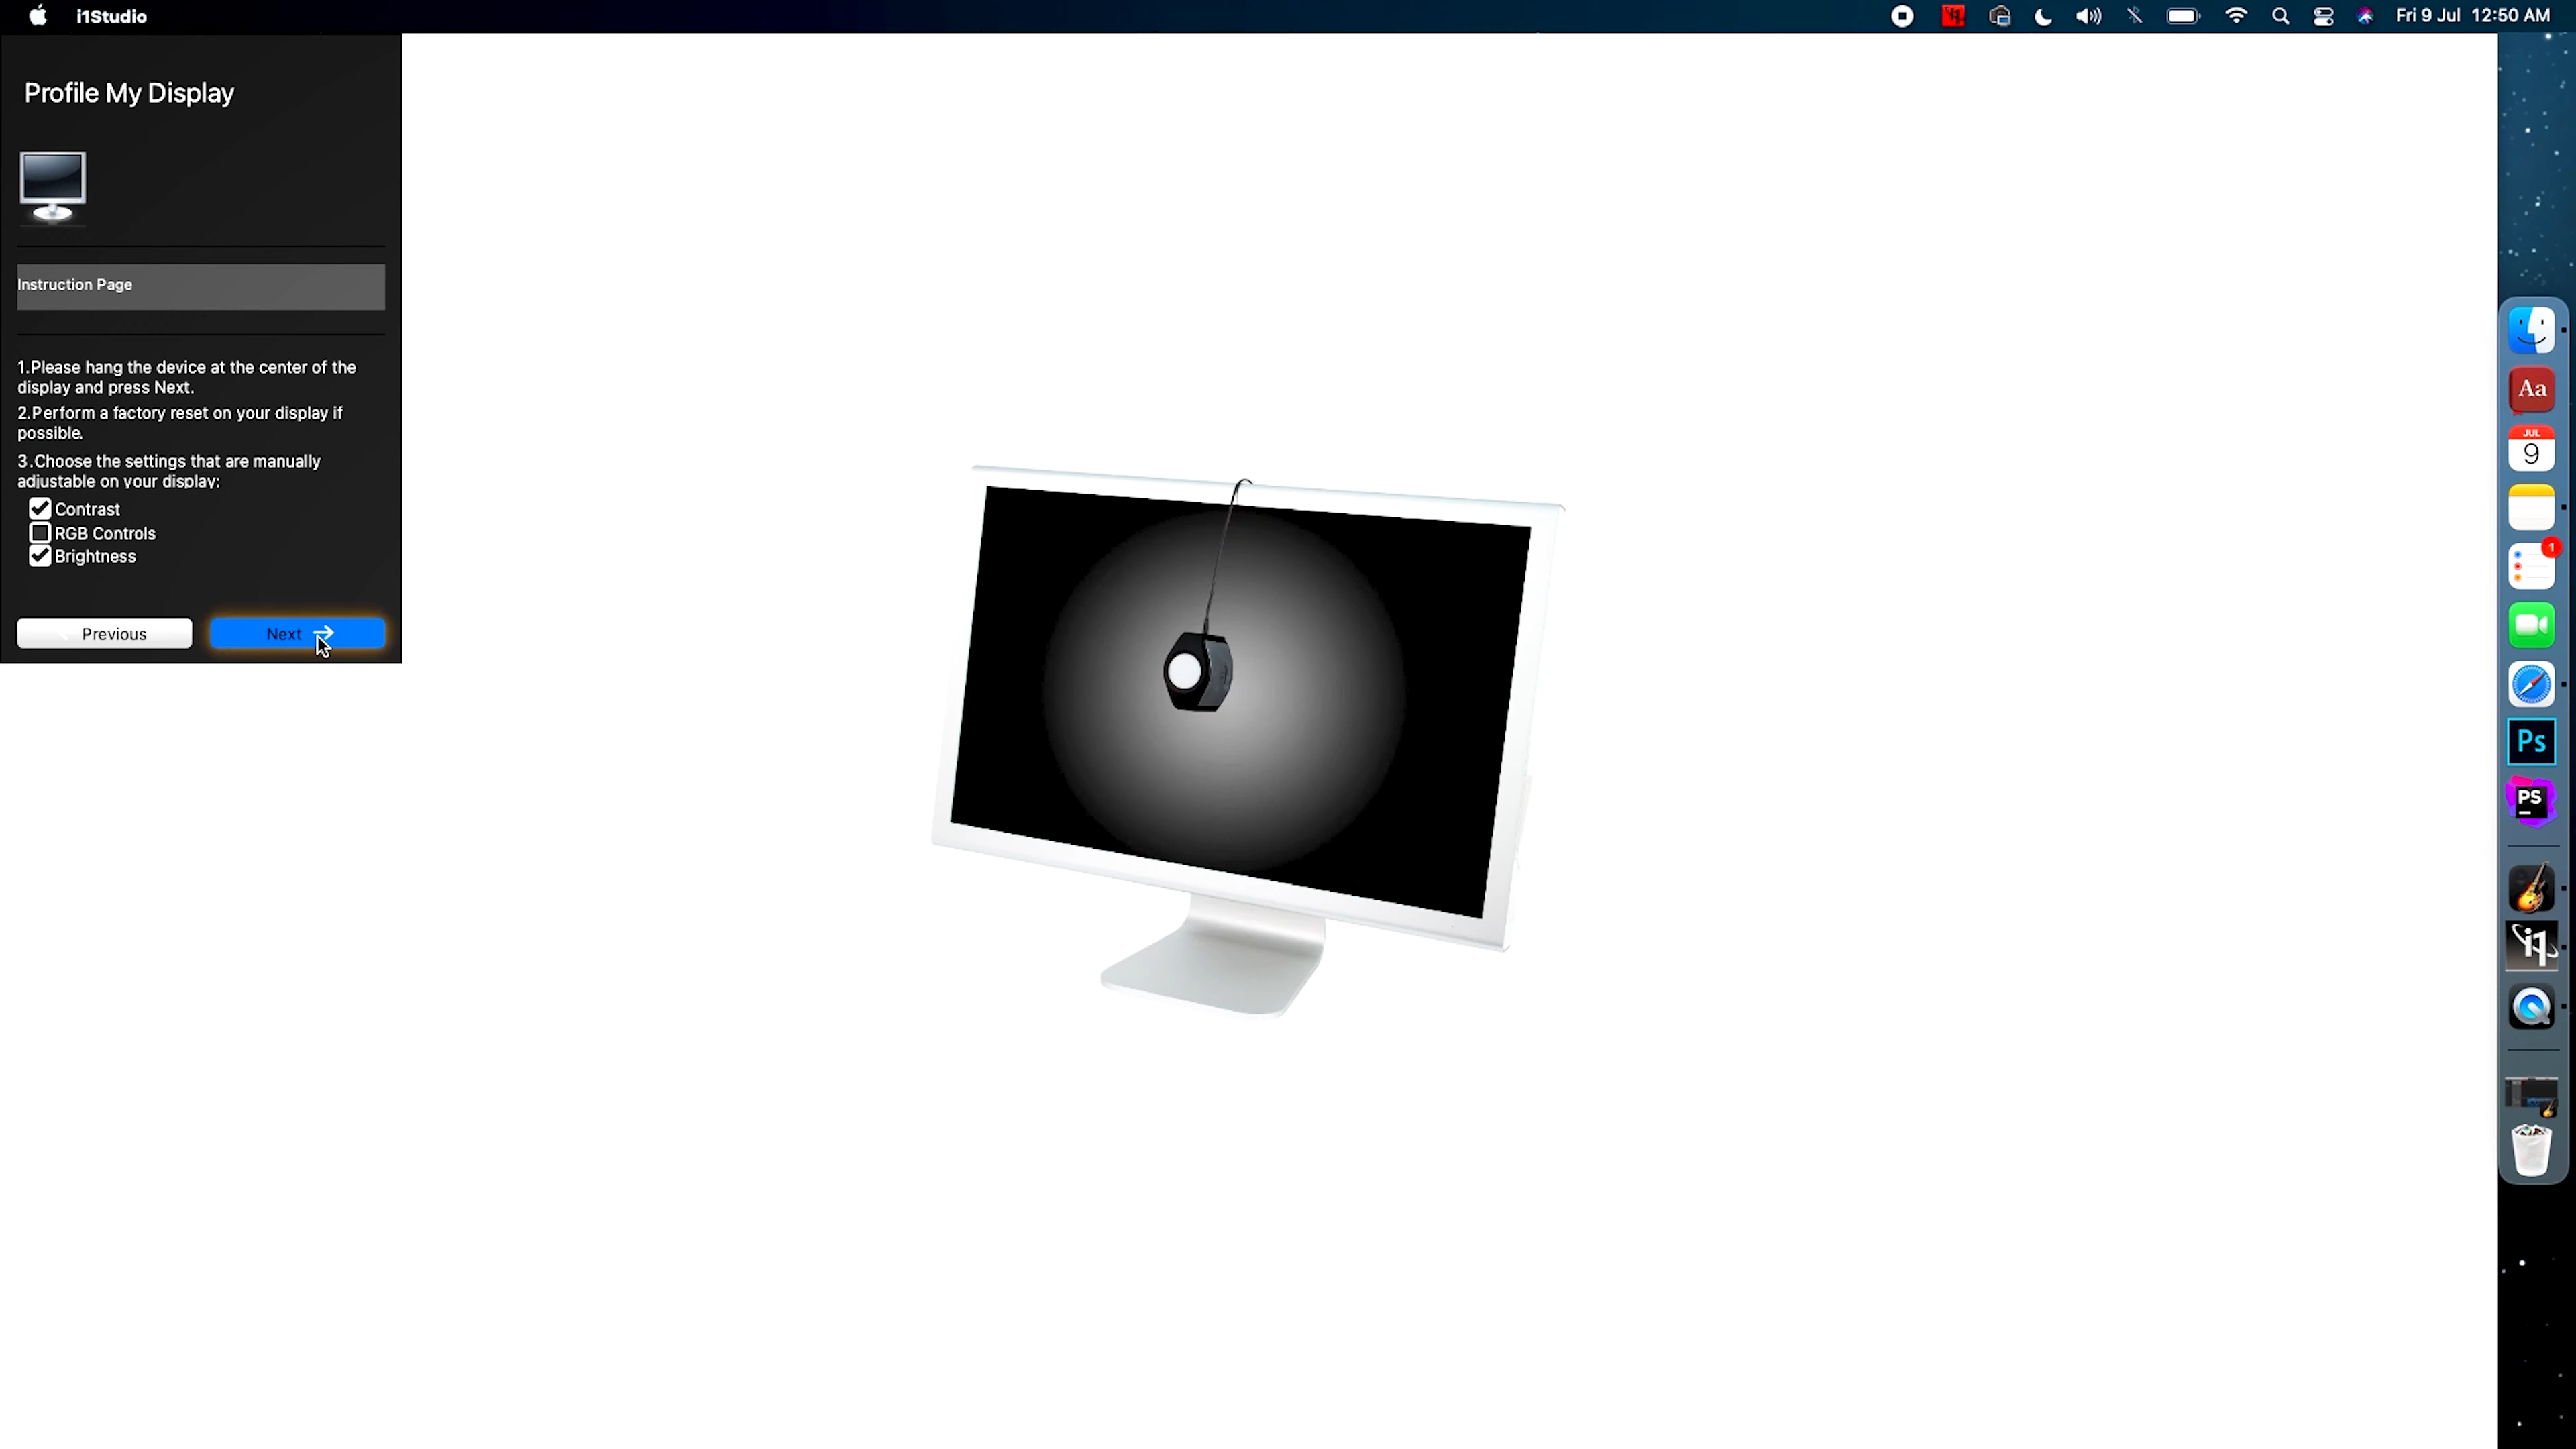 i1Studio
Fri 9 Jul 12:50 AM
Profile My Display
Instruction Page
1.Please hang the device at the center of the
display and press Next.
2.Perform a factory reset on your display if
possible.
3.Choose the settings that are manually
adjustable on your display:
Contrast
RGB Controls
Brightness
Previous
Next
Aa
JUL
9
1
Ps
PS
i1